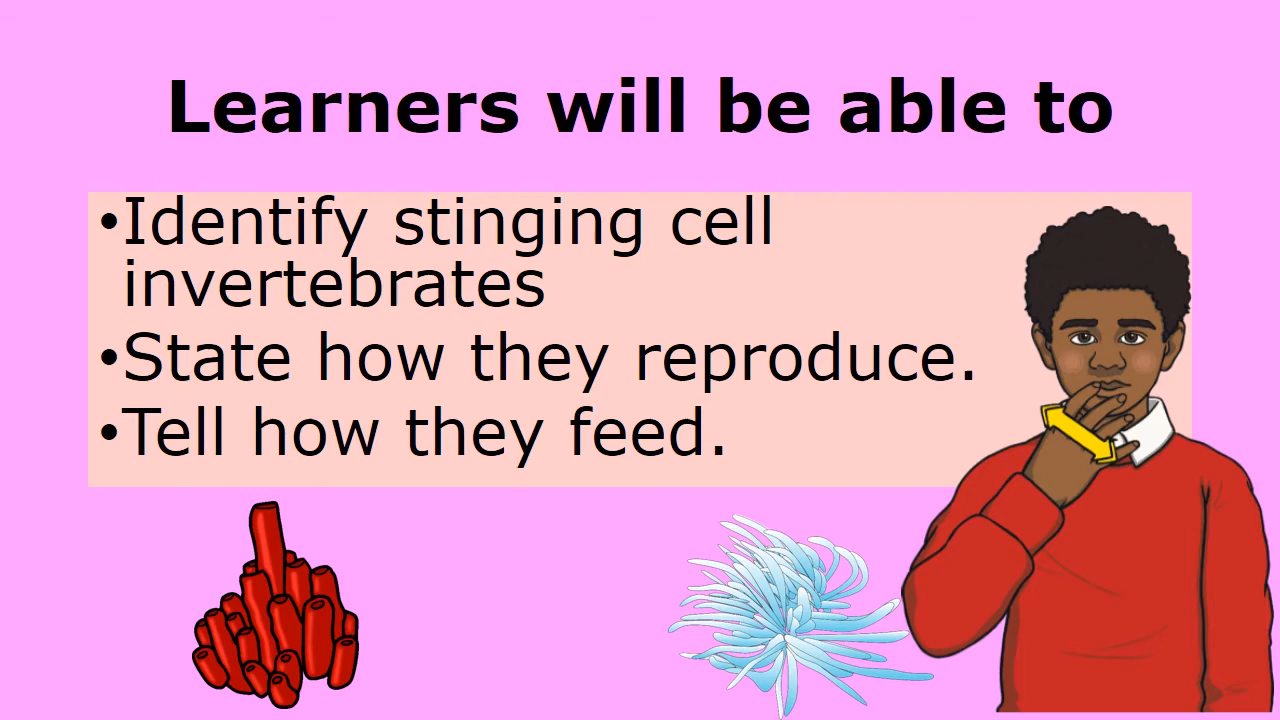 Learners will be able to
•Identify stinging cell
invertebrates
•State how they reproduce.
•Tell how they feed.